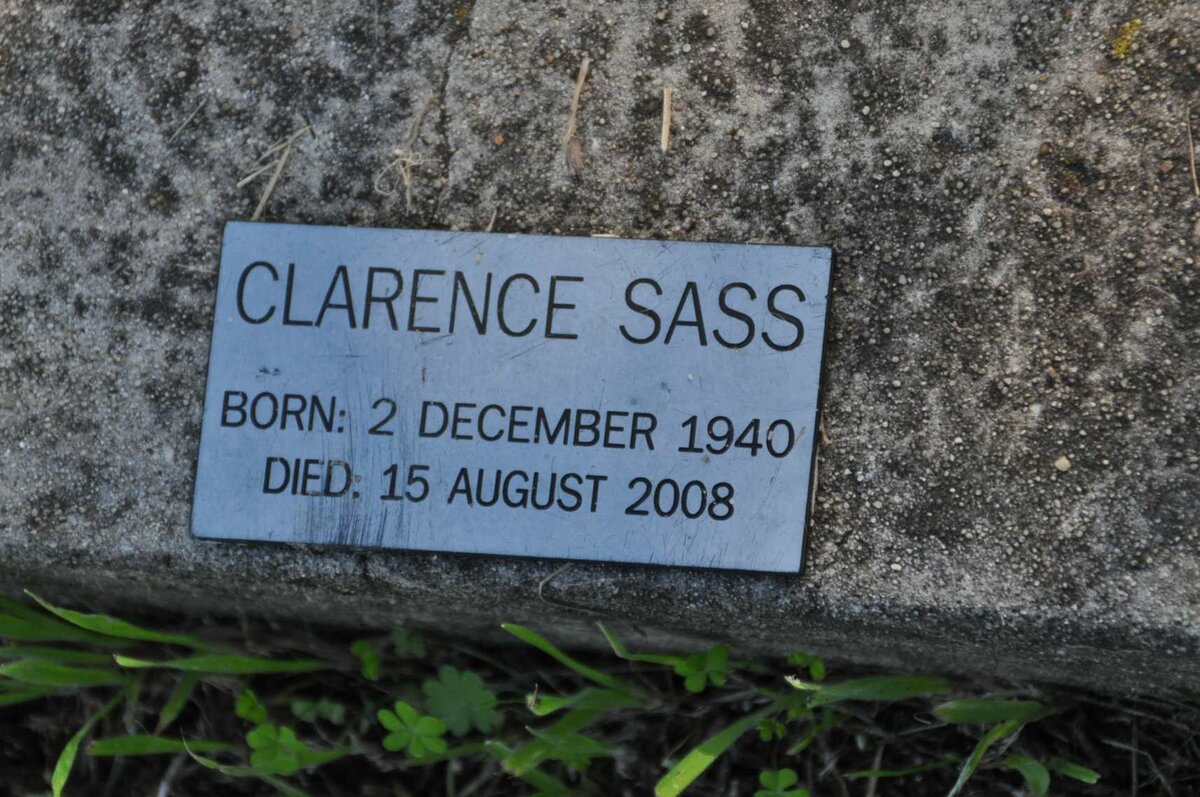 CLARENCE SASS
BORN: 2 DECEMBER 1940
DIED: 15 AUGUST 2008